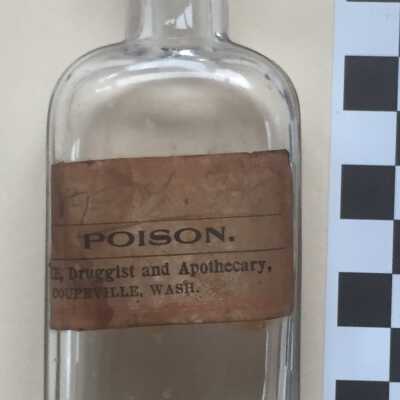 POISON.
Druggist and Apothecary,
COUPEVILLE, WASH.